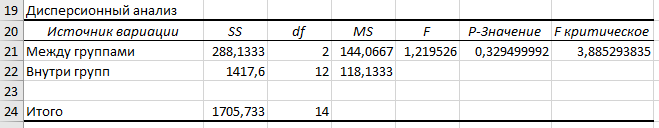 19 Дисперсионный анализ
20 Источник вариации SS df MS F P-Значение F критическое
21 Между группами 288,1333 2 144,0667 1,219526 0,329499992 3,885293835
22 Внутри групп 1417,6 12 118,1333
23
24 Итого 1705,733 14